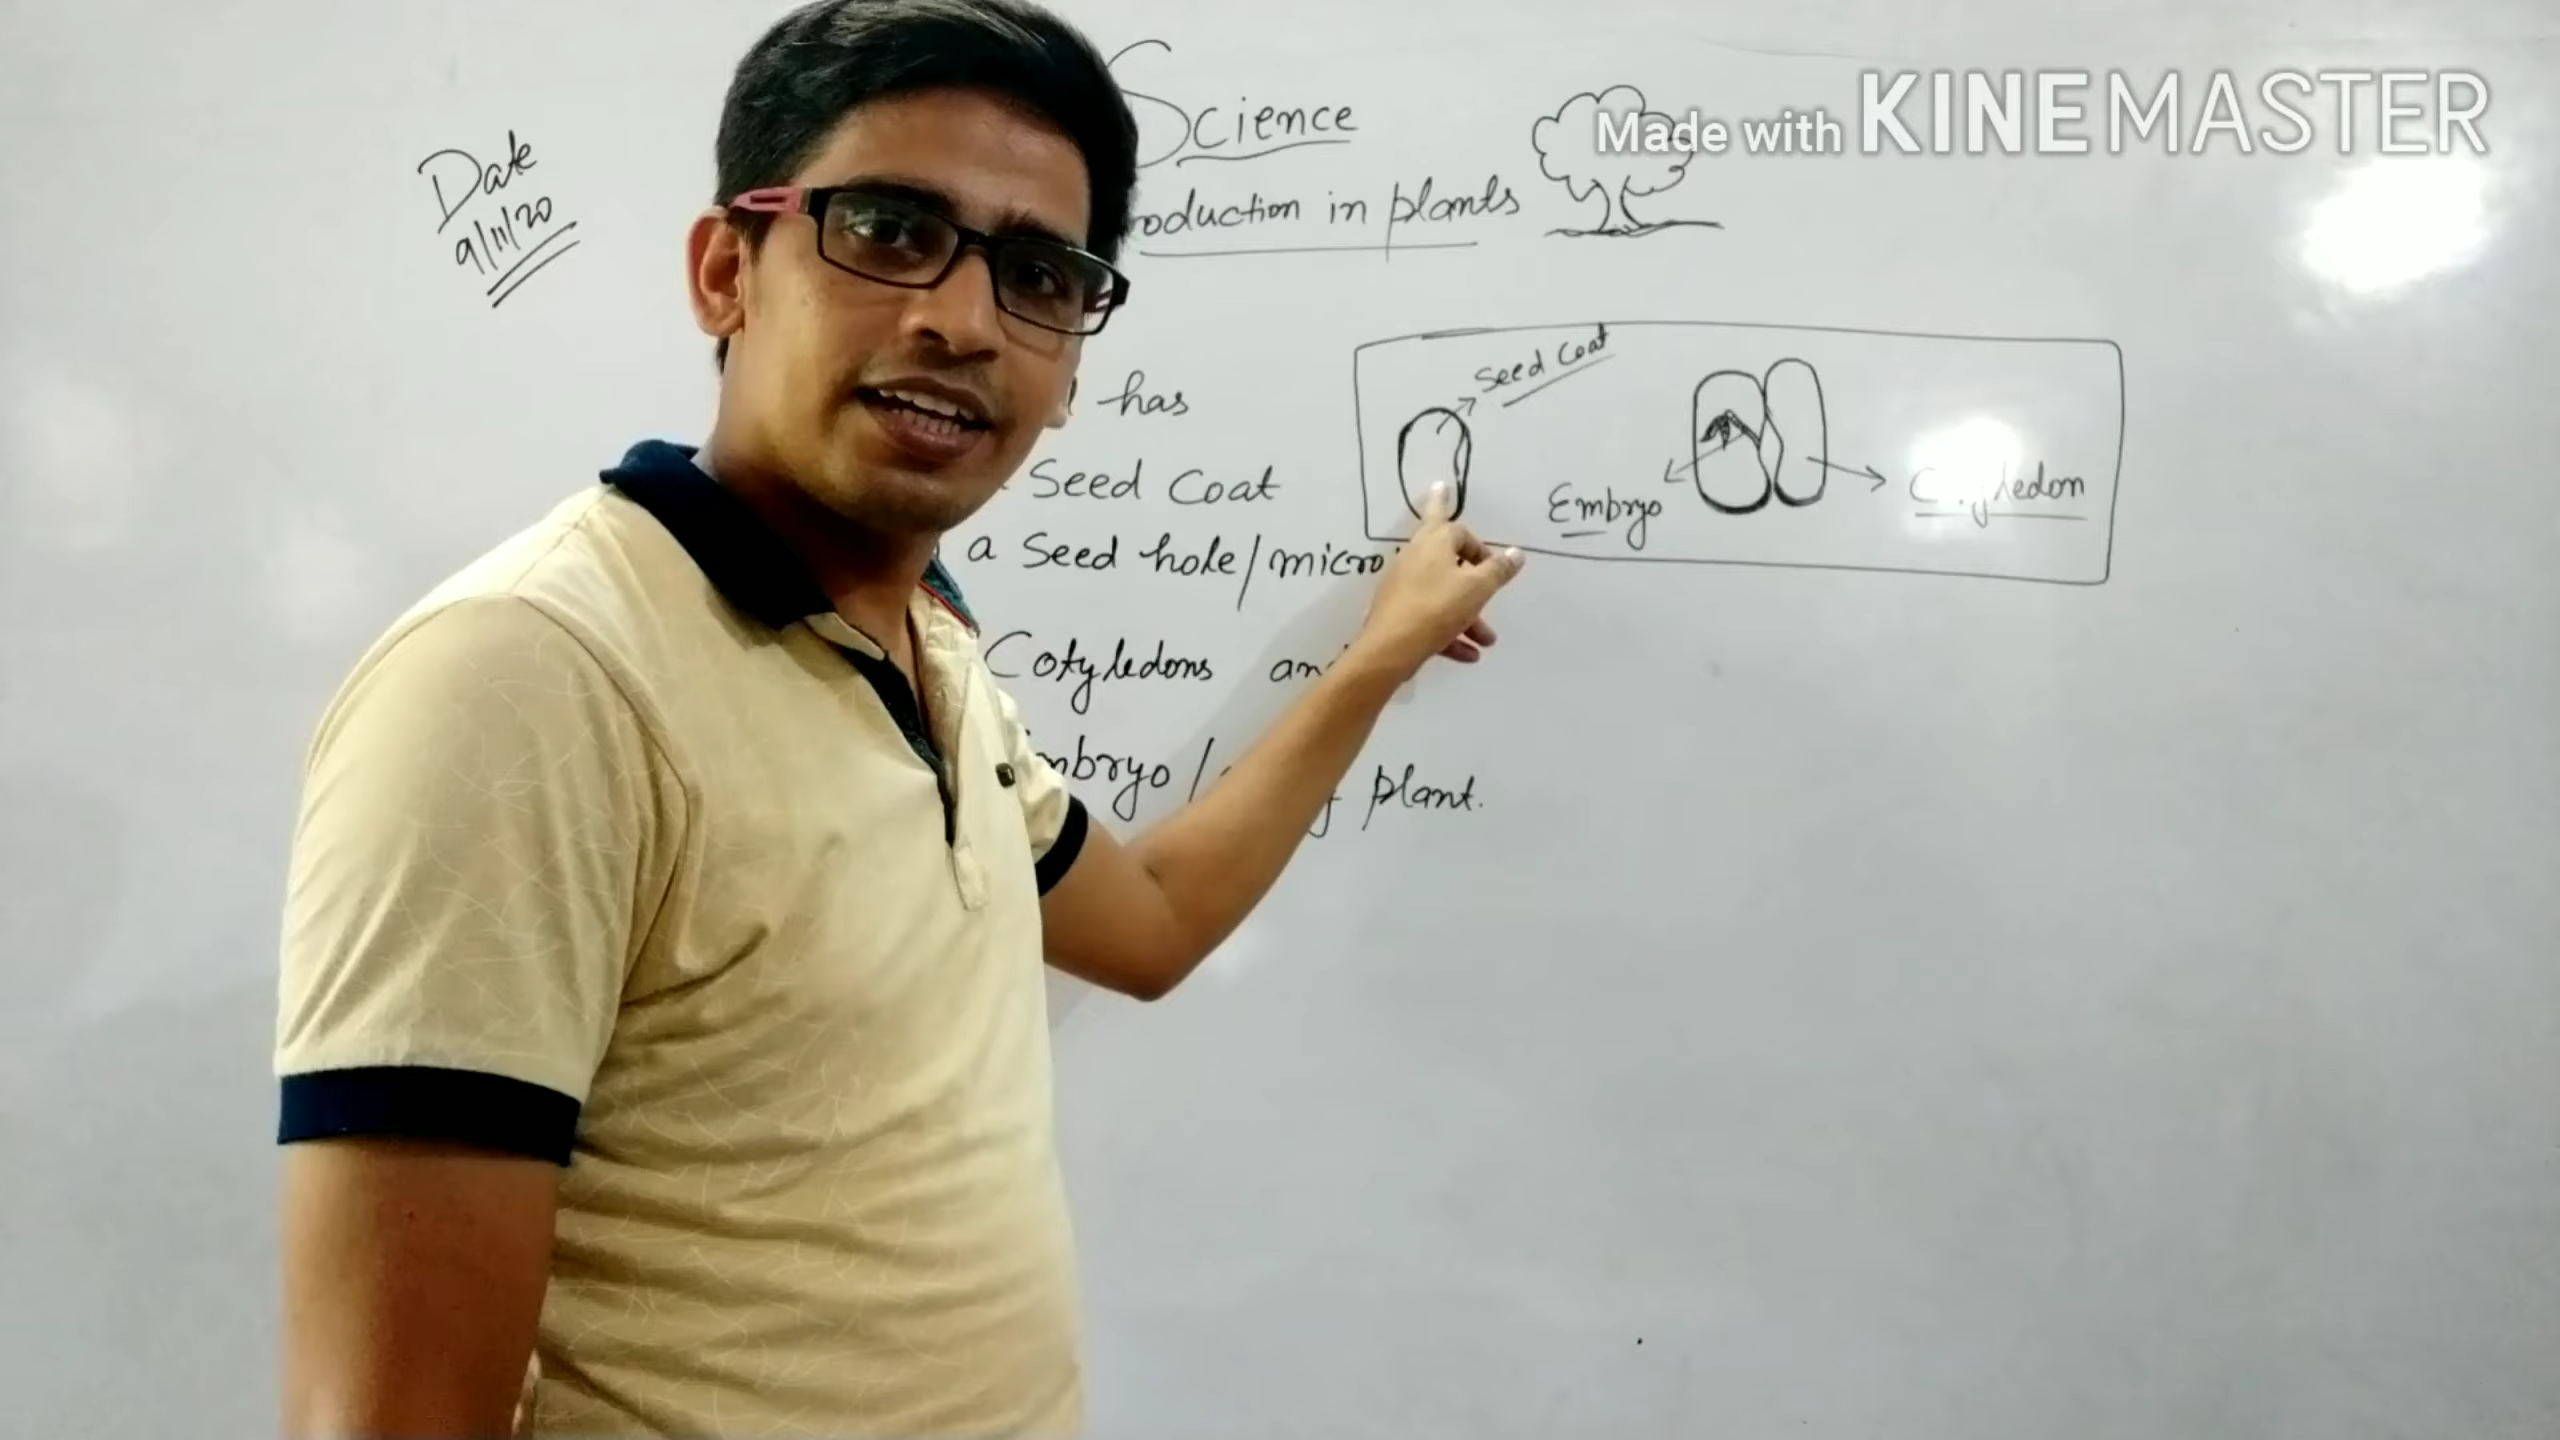 Made with KINEMASTER
Science
Date
9/11/20
oduction in plants
has
Seed Coat
a Seed hole/micro
Cotyledons
mbryo /
plant.
Seed Coat
Embryo